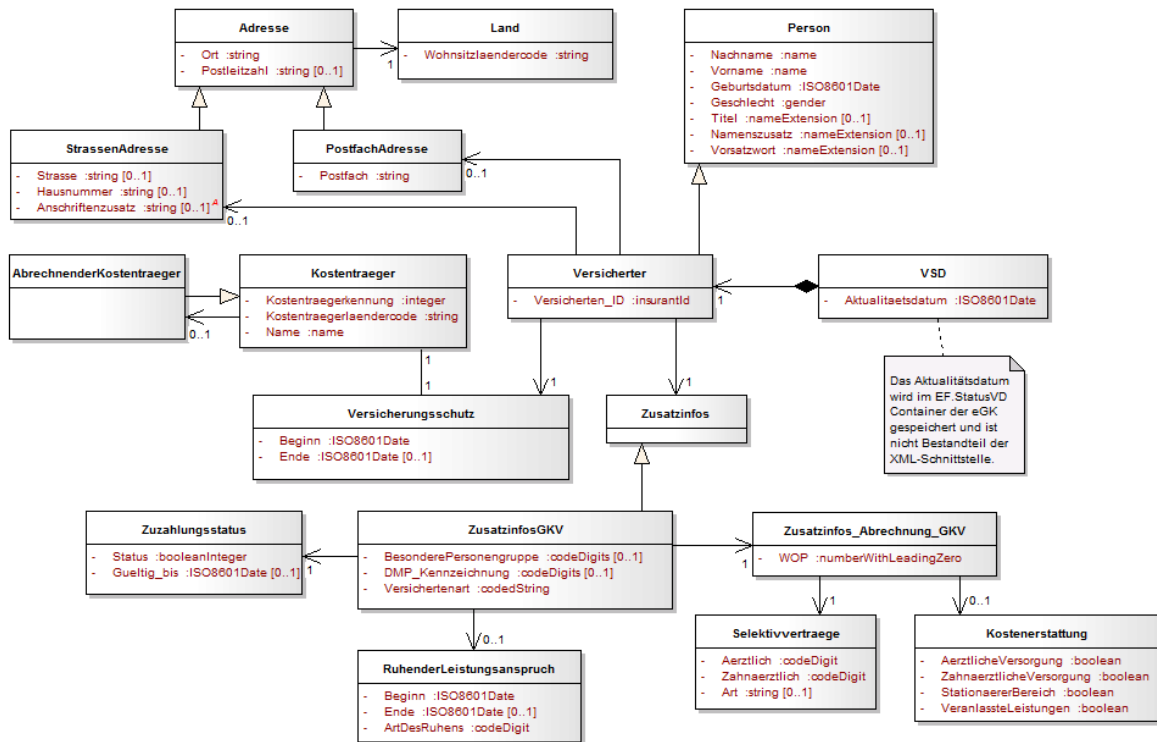 Adresse
- Ort :string
- Postleitzahl :string [0..1]
1
Land
- Wohnsitzlaendercode :string
Person
- Nachname :name
- Vorname :name
- Geburtsdatum :ISO8601Date
- Geschlecht :gender
- Titel :nameExtension [0..1]
- Namenszusatz :nameExtension [0..1]
- Vorsatzwort :nameExtension [0..1]
StrassenAdresse
- Strasse :string [0..1]
- Hausnummer :string [0..1]
- Anschriftenzusatz :string [0..1] A
0..1
PostfachAdresse
- Postfach :string
0..1
AbrechnenderKostentraeger
0..1
Kostentraeger
- Kostentraegerkennung :integer
- Kostentraegerlaendercode :string
- Name :name
1
1
Versicherter
- Versicherten_ID :insurantId
1
1
1
VSD
- Aktualitaetsdatum :ISO8601Date
Das Aktualitätsdatum
wird im EF.StatusVD
Container der eGK
gespeichert und ist
nicht Bestandteil der
XML-Schnittstelle.
Versicherungsschutz
- Beginn :ISO8601Date
- Ende :ISO8601Date [0..1]
Zusatzinfos
Zuzahlungsstatus
- Status :booleanInteger
- Gueltig_bis :ISO8601Date [0..1]
1
ZusatzinfosGKV
- BesonderePersonengruppe :codeDigits [0..1]
- DMP_Kennzeichnung :codeDigits [0..1]
- Versichertenart :codedString
1
0..1
Zusatzinfos_Abrechnung_GKV
- WOP :numberWithLeadingZero
1
0..1
RuhenderLeistungsanspruch
- Beginn :ISO8601Date
- Ende :ISO8601Date [0..1]
- ArtDesRuhens :codeDigit
Selektivvertraege
- Aerztlich :codeDigit
- Zahnaerztlich :codeDigit
- Art :string [0..1]
Kostenerstattung
- AerztlicheVersorgung :boolean
- ZahnaerztlicheVersorgung :boolean
- StationaererBereich :boolean
- VeranlassteLeistungen :boolean